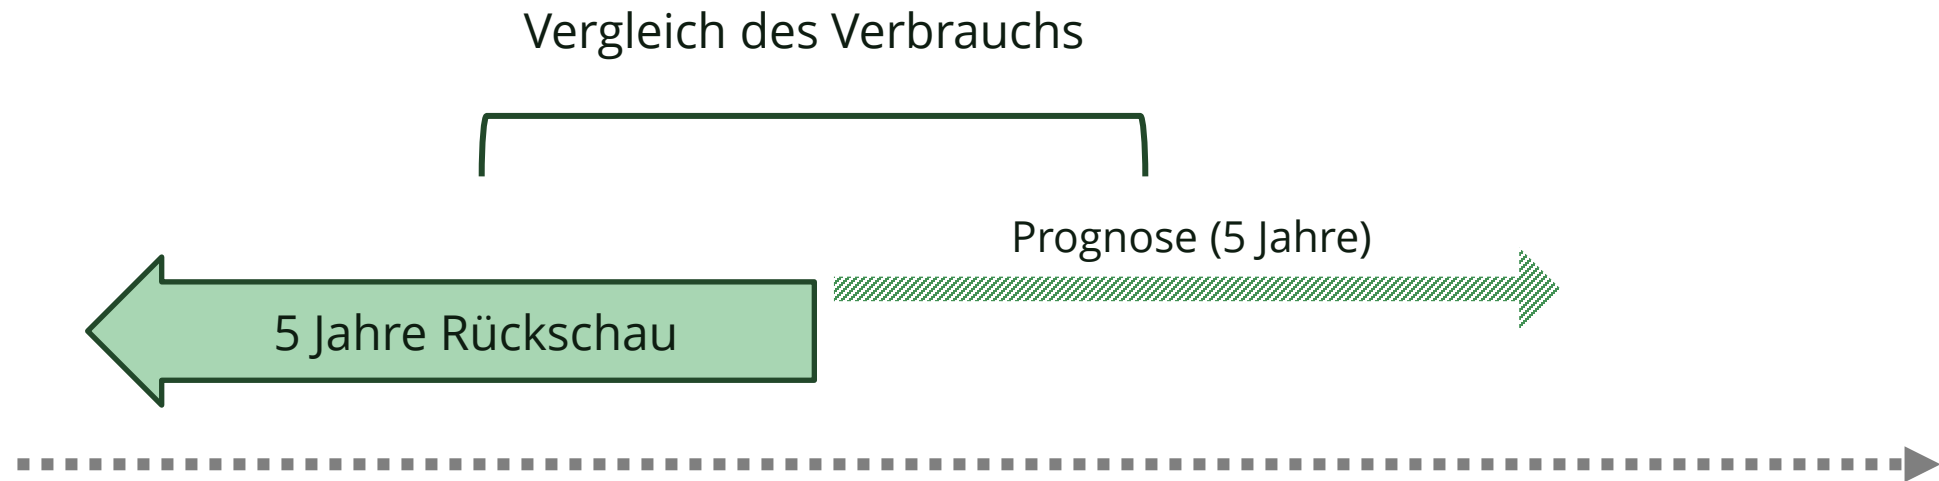 Vergleich des Verbrauchs
Prognose (5 Jahre)
5 Jahre Rückschau